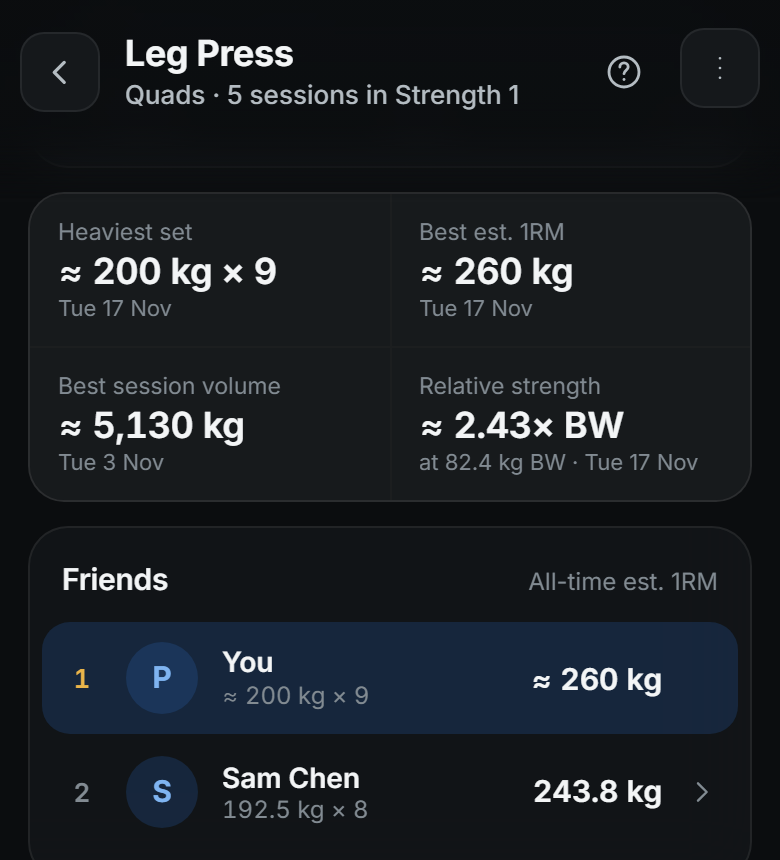 Leg Press
Quads · 5 sessions in Strength 1
Heaviest set
≈ 200 kg × 9
Tue 17 Nov
Best est. 1RM
≈ 260 kg
Tue 17 Nov
Best session volume
≈ 5,130 kg
Tue 3 Nov
Relative strength
≈ 2.43× BW
at 82.4 kg BW · Tue 17 Nov
Friends
All-time est. 1RM
1
P
You
≈ 200 kg × 9
≈ 260 kg
2
S
Sam Chen
192.5 kg × 8
243.8 kg